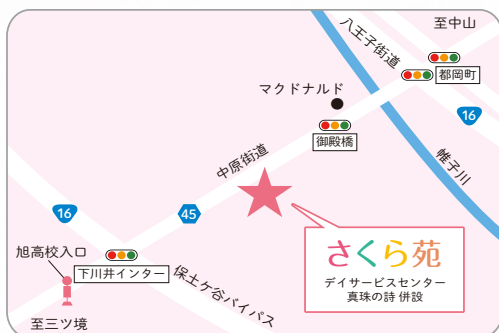 至中山
八王子街道
都岡町
マクドナルド
16
御殿橋
帷子川
中原街道
16
45
さくら苑
デイサービスセンター
真珠の詩 併設
旭高校入口
下川井インター
保土ケ谷バイパス
至三ツ境